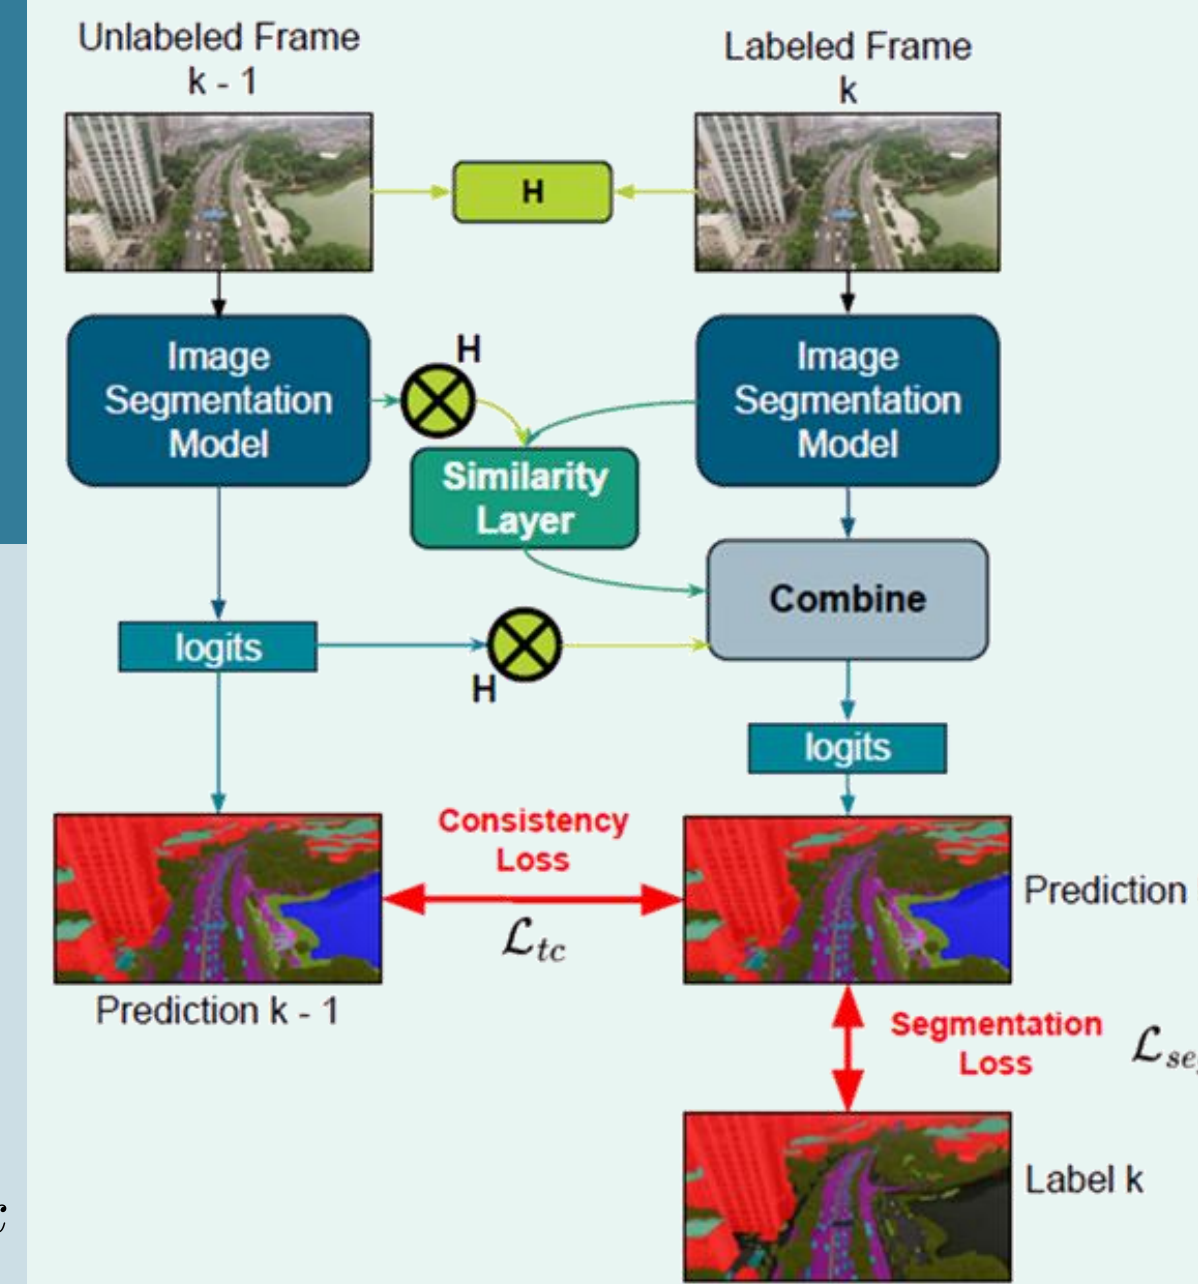 Unlabeled Frame
k - 1
Labeled Frame
k
H
Image
Segmentation
Model
H
Image
Segmentation
Model
Similarity
Layer
Combine
logits
H
logits
Consistency
Loss
ℒtc
Prediction
Prediction k - 1
Segmentation
Loss
Label k